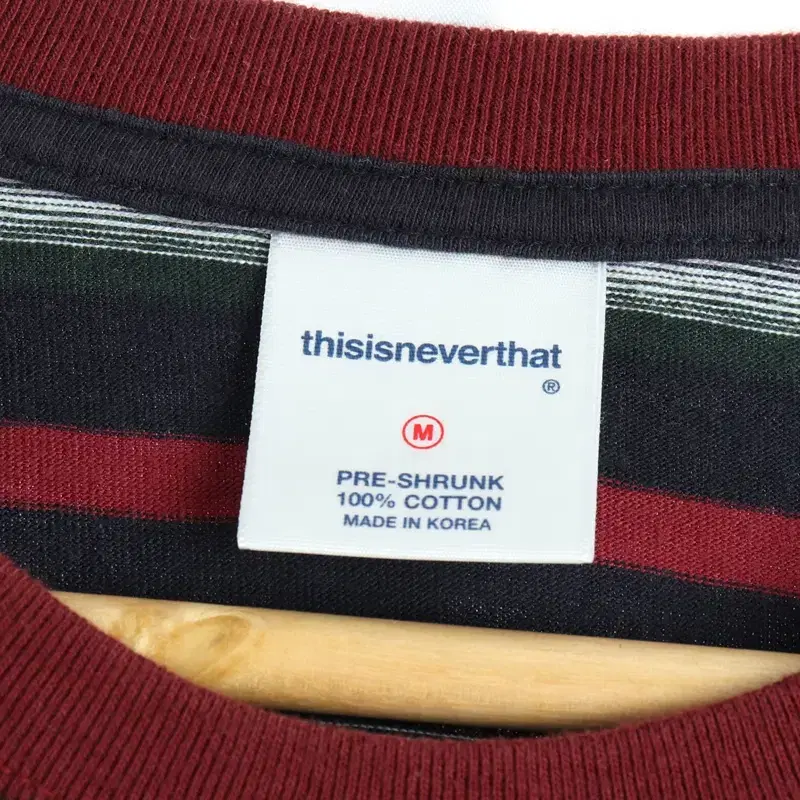 thisisneverthat
®
M
PRE-SHRUNK
100% COTTON
MADE IN KOREA